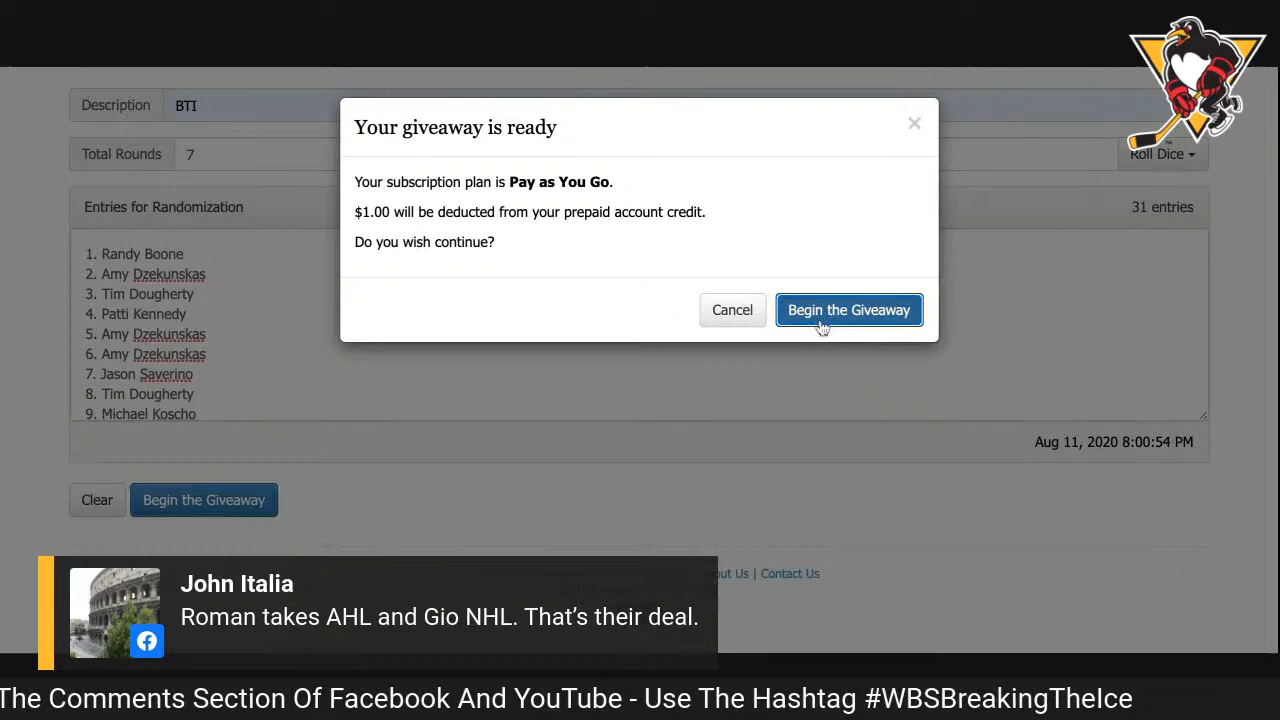 Description BTI
Your giveaway is ready ×
Total Rounds 7
Roll Dice
Your subscription plan is Pay as You Go.
$1.00 will be deducted from your prepaid account credit.
Do you wish continue?
Cancel Begin the Giveaway
Entries for Randomization 31 entries
1. Randy Boone
2. Amy Dzekunskas
3. Tim Dougherty
4. Patti Kennedy
5. Amy Dzekunskas
6. Amy Dzekunskas
7. Jason Saverino
8. Tim Dougherty
9. Michael Koscho
Aug 11, 2020 8:00:54 PM
Clear Begin the Giveaway
Us | Contact Us
John Italia
Roman takes AHL and Gio NHL. That’s their deal.
The Comments Section Of Facebook And YouTube - Use The Hashtag #WBSBreakingTheIce